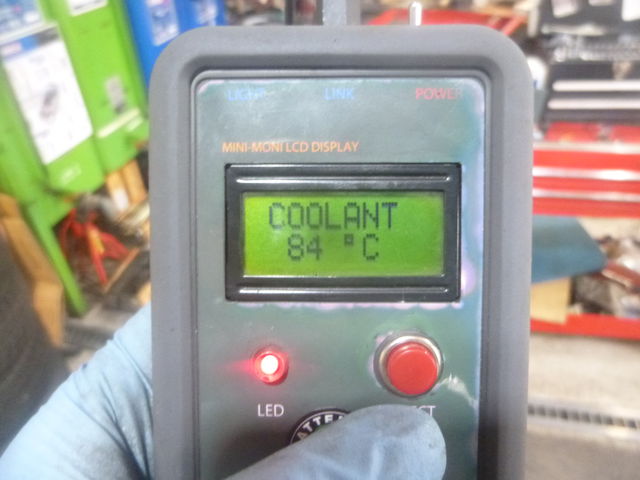 LIGHT LINK POWER
MINI-MONI LCD DISPLAY
COOLANT
84 °C
LED